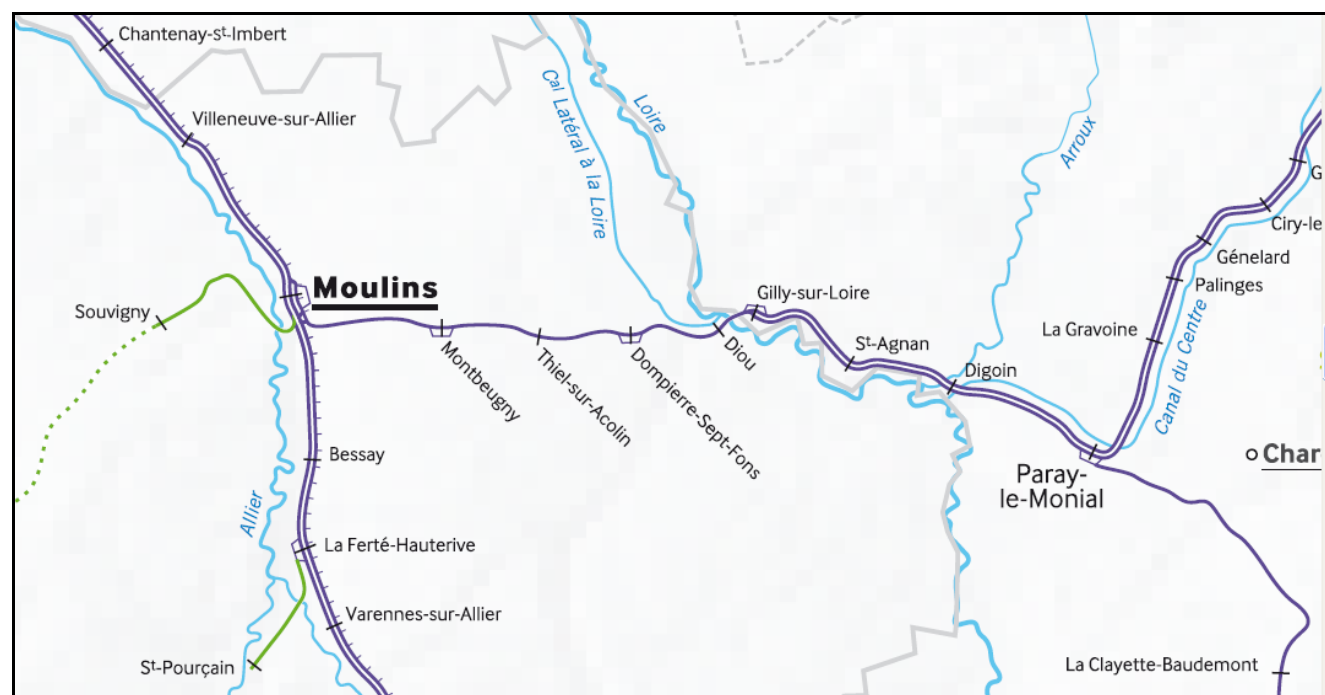 Chantenay-st-Imbert
Villeneuve-sur-Allier
Cal Latéral à la Loire
Loire
Arroux
G
Ciry-le
Génelard
Palinges
Moulins
Gilly-sur-Loire
Souvigny
La Gravoine
Canal du Centre
St-Agnan
Diou
Digoin
Montbeugny
Thiel-sur-Acolin
Dompierre-Sept-Fons
Bessay
Char
Paray-
le-Monial
Allier
La Ferté-Hauterive
Varennes-sur-Allier
St-Pourçain
La Clayette-Baudemont